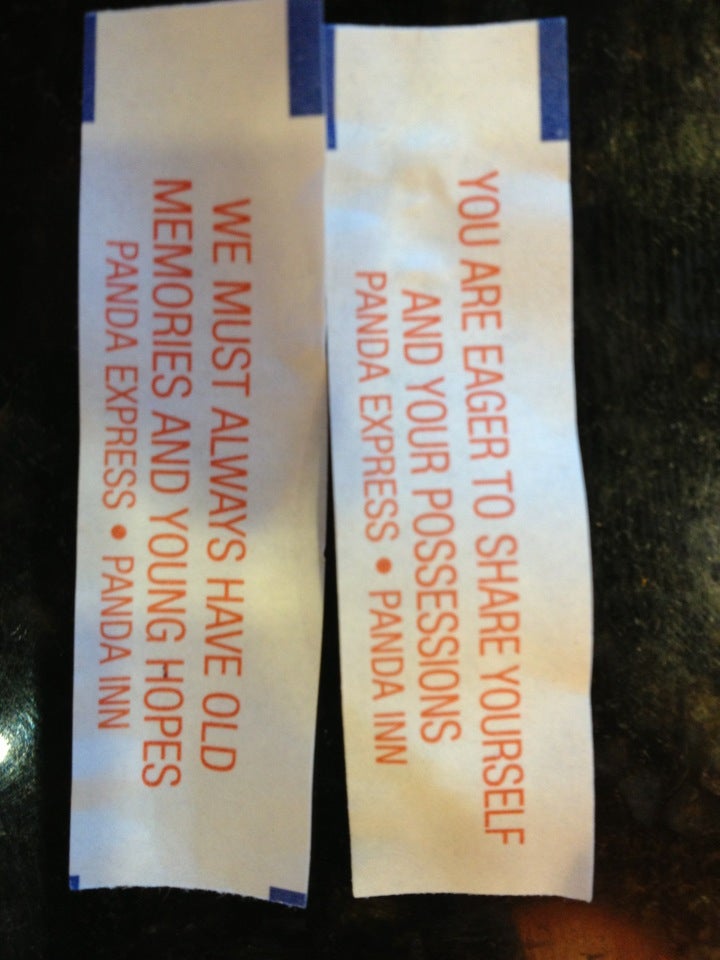 WE MUST ALWAYS HAVE OLD
MEMORIES AND YOUNG HOPES
PANDA EXPRESS • PANDA INN
YOU ARE EAGER TO SHARE YOURSELF
AND YOUR POSSESSIONS
PANDA EXPRESS • PANDA INN